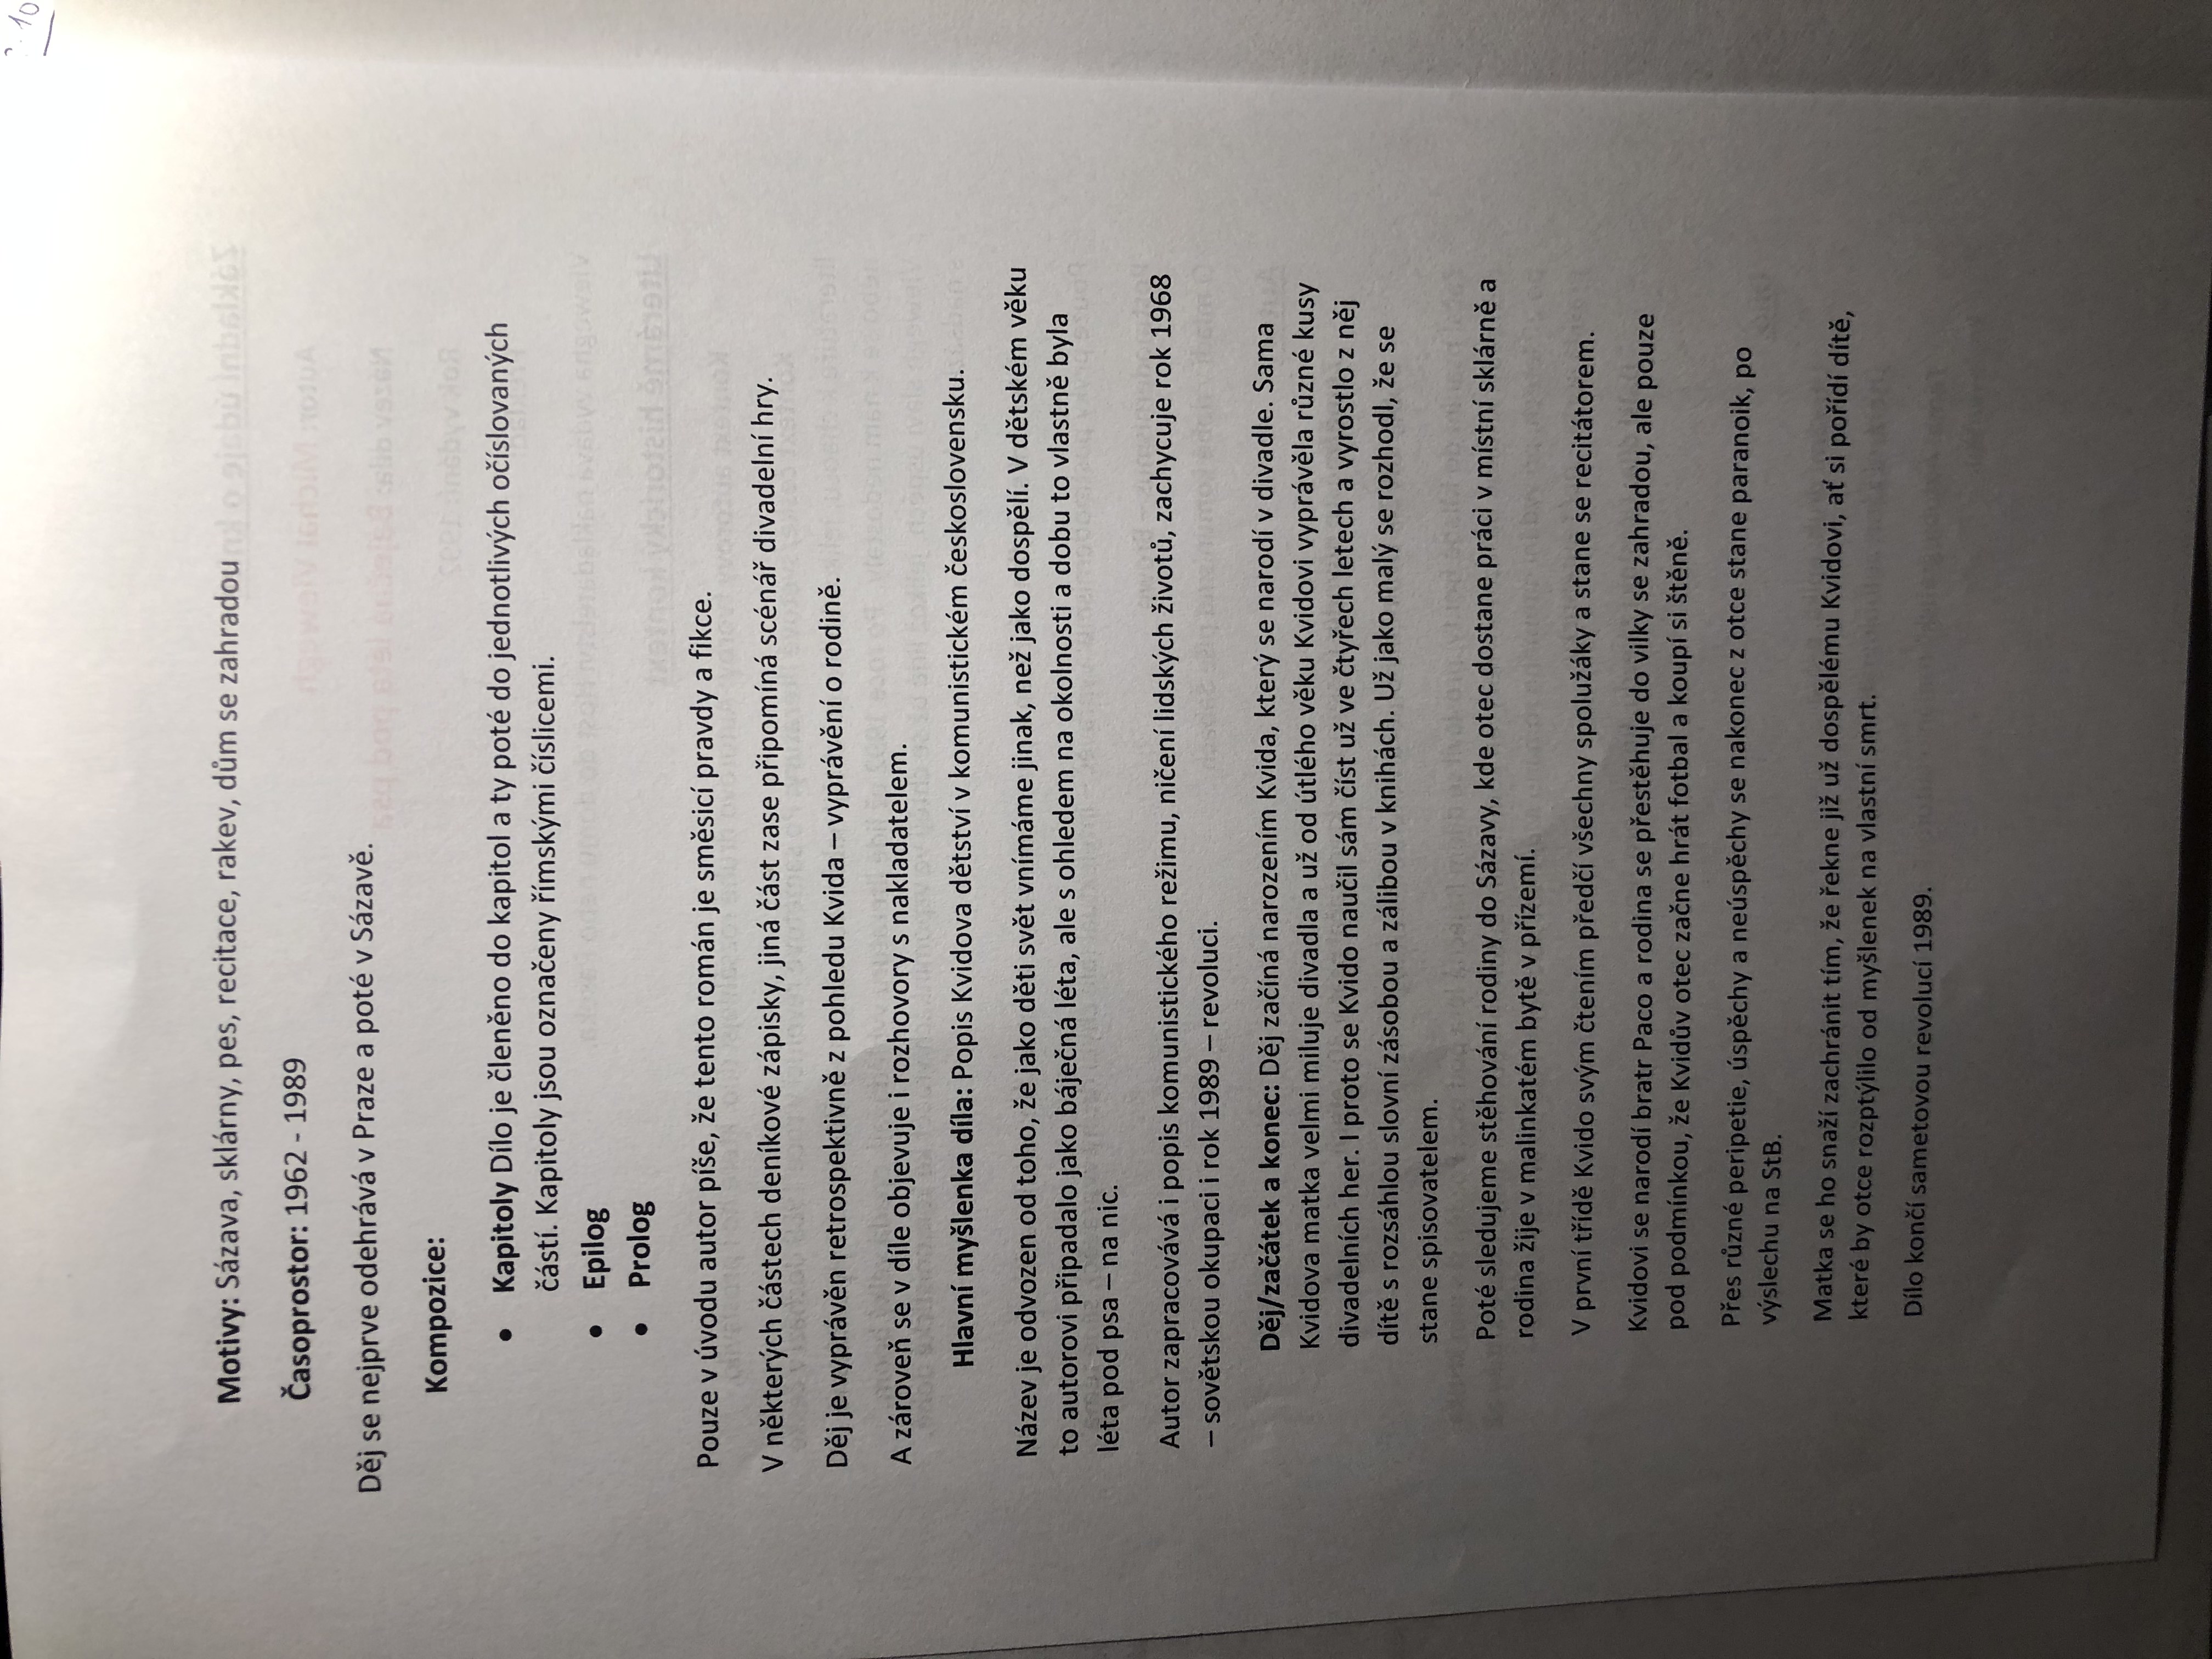 10
Motivy: Sázava, sklárny, pes, recitace, rakev, dům se zahradou
Časoprostor: 1962 - 1989
Děj se nejprve odehrává v Praze a poté v Sázavě.
Kompozice:
• Kapitoly Dílo je členěno do kapitol a ty poté do jednotlivých očíslovaných
částí. Kapitoly jsou označeny římskými číslicemi.
• Epilog
• Prolog
Pouze v úvodu autor píše, že tento román je směsicí pravdy a fikce.
V některých částech deníkové zápisky, jiná část zase připomíná scénář divadelní hry.
Děj je vyprávěn retrospektivně z pohledu Kvida – vyprávění o rodině.
A zároveň se v díle objevuje i rozhovory s nakladatelem.
Hlavní myšlenka díla: Popis Kvidova dětství v komunistickém československu.
Název je odvozen od toho, že jako děti svět vnímáme jinak, než jako dospělí. V dětském věku
to autorovi připadalo jako báječná léta, ale s ohledem na okolnosti a dobu to vlastně byla
léta pod psa – na nic.
Autor zapracovává i popis komunistického režimu, ničení lidských životů, zachycuje rok 1968
– sovětskou okupaci i rok 1989 – revoluci.
Děj/začátek a konec: Děj začíná narozením Kvida, který se narodí v divadle. Sama
Kvidova matka velmi miluje divadla a už od útlého věku Kvidovi vyprávěla různé kusy
divadelních her. I proto se Kvido naučil sám číst už ve čtyřech letech a vyrostlo z něj
dítě s rozsáhlou slovní zásobou a zálibou v knihách. Už jako malý se rozhodl, že se
stane spisovatelem.
Poté sledujeme stěhování rodiny do Sázavy, kde otec dostane práci v místní sklárně a
rodina žije v malinkatém bytě v přízemí.
V první třídě Kvido svým čtením předčí všechny spolužáky a stane se recitátorem.
Kvidovi se narodí bratr Paco a rodina se přestěhuje do vilky se zahradou, ale pouze
pod podmínkou, že Kvidův otec začne hrát fotbal a koupí si štěně.
Přes různé peripetie, úspěchy a neúspěchy se nakonec z otce stane paranoik, po
výslechu na StB.
Matka se ho snaží zachránit tím, že řekne již už dospělému Kvidovi, ať si pořídí dítě,
které by otce rozptýlilo od myšlenek na vlastní smrt.
Dílo končí sametovou revolucí 1989.